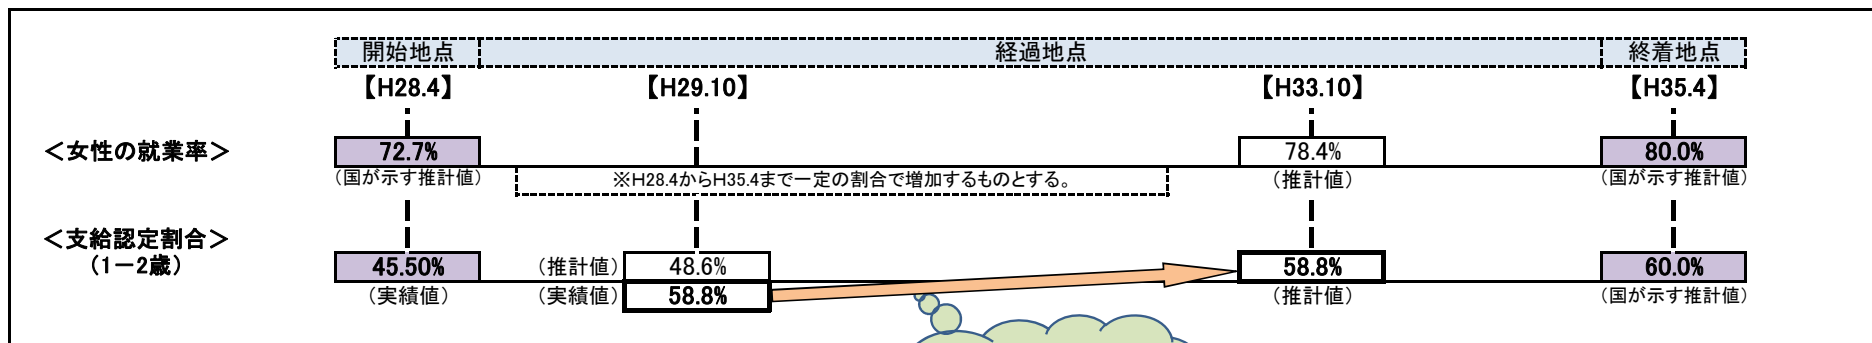 開始地点 経過地点 終着地点
【H28.4】 【H29.10】 【H33.10】 【H35.4】
＜女性の就業率＞ 72.7% 78.4% 80.0%
（国が示す推計値） ※H28.4からH35.4まで一定の割合で増加するものとする。 （推計値） （国が示す推計値）
＜支給認定割合＞
（1－2歳） 45.50% （推計値） 48.6% 58.8% 60.0%
（実績値） （実績値） 58.8% （推計値） （国が示す推計値）